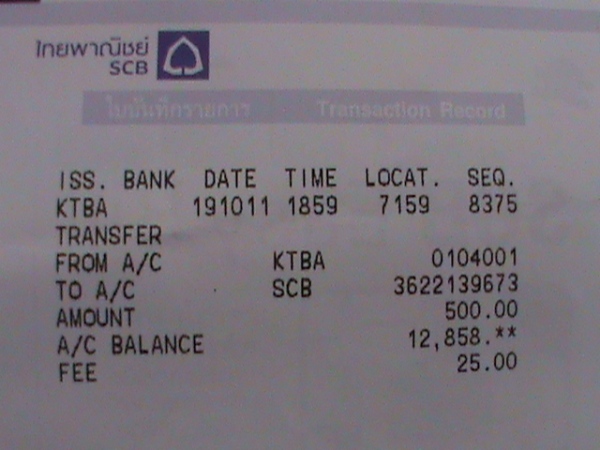 ไทยพาณิชย์
SCB
ใบบันทึกรายการ Transaction Record
ISS. BANK DATE TIME LOCAT. SEQ.
KTBA 191011 1859 7159 8375
TRANSFER
FROM A/C KTBA 0104001
TO A/C SCB 3622139673
AMOUNT 500.00
A/C BALANCE 12,858.**
FEE 25.00